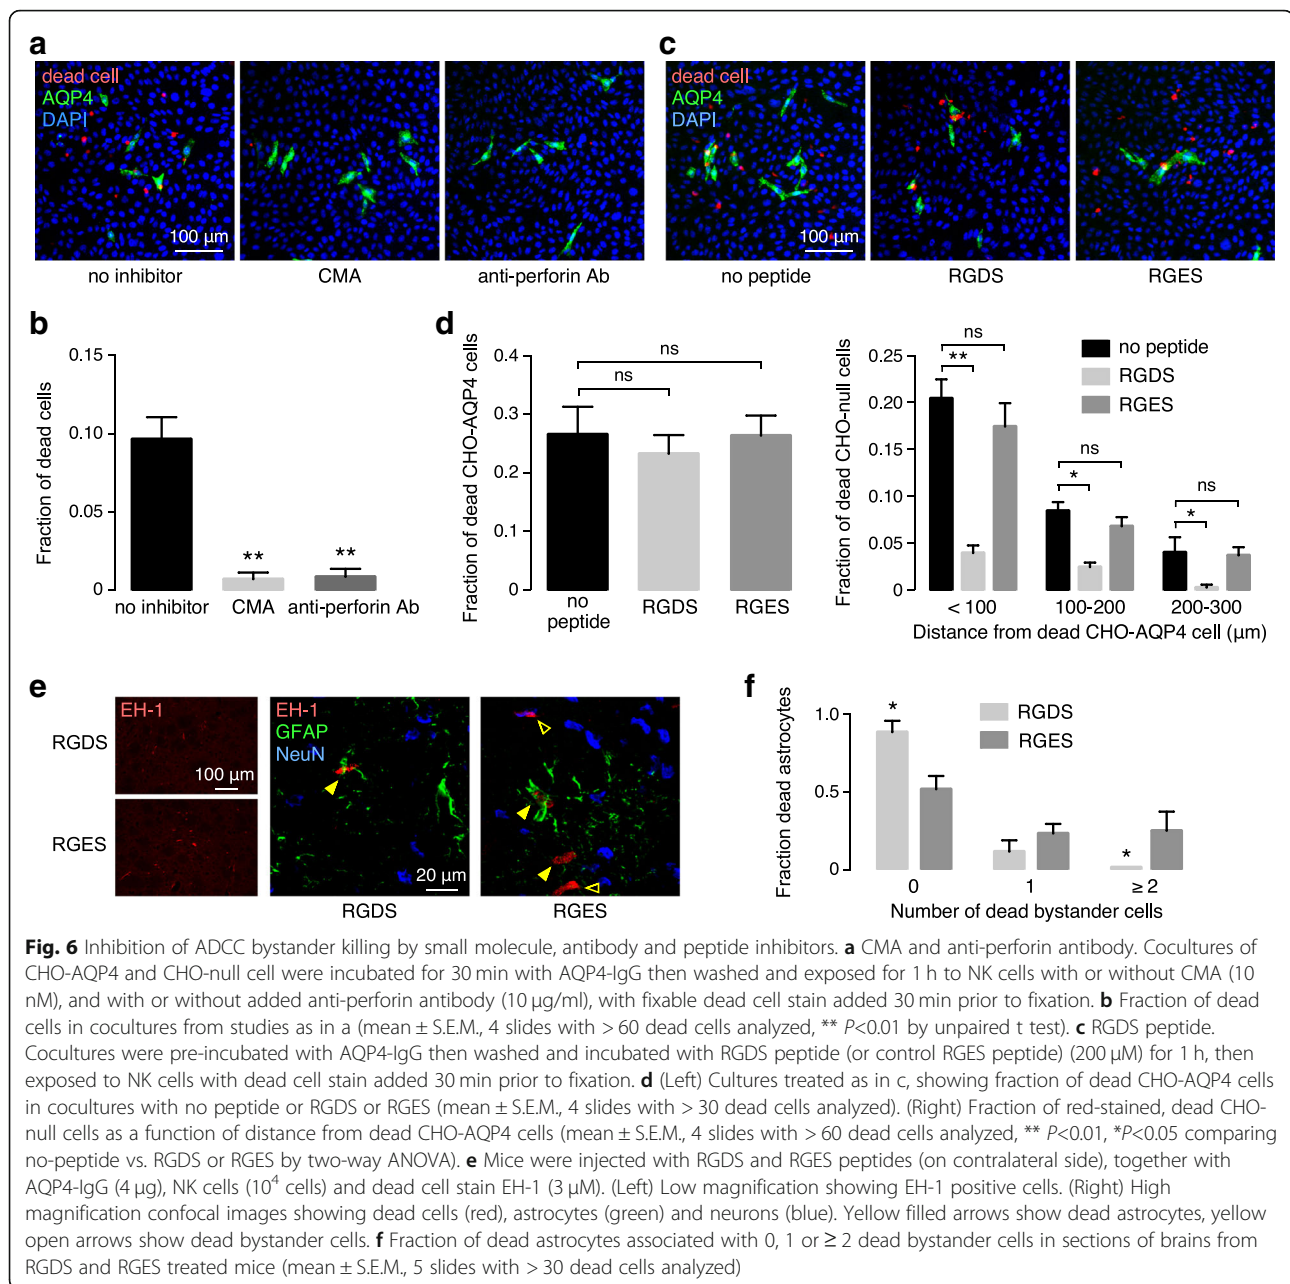 a
dead cell
AQP4
DAPI
100 µm
no inhibitor
CMA
anti-perforin Ab
c
dead cell
AQP4
DAPI
100 µm
no peptide
RGDS
RGES
b
Fraction of dead cells
0.15
0.10
0.05
0
**
**
no inhibitor
CMA
anti-perforin Ab
d
Fraction of dead CHO-AQP4 cells
0.4
0.3
0.2
0.1
0
ns
ns
no peptide
RGDS
RGES
Fraction of dead CHO-null cells
0.25
0.20
0.15
0.10
0.05
0
ns
**
ns
*
ns
*
no peptide
RGDS
RGES
< 100
100-200
200-300
Distance from dead CHO-AQP4 cell (µm)
e
RGDS
RGES
EH-1
100 µm
EH-1
GFAP
NeuN
20 µm
RGDS
RGES
f
Fraction dead astrocytes
1.0
0.5
0
*
*
RGDS
RGES
0
1
≥ 2
Number of dead bystander cells
Fig. 6 Inhibition of ADCC bystander killing by small molecule, antibody and peptide inhibitors. a CMA and anti-perforin antibody. Cocultures of
CHO-AQP4 and CHO-null cell were incubated for 30 min with AQP4-IgG then washed and exposed for 1 h to NK cells with or without CMA (10
nM), and with or without added anti-perforin antibody (10 µg/ml), with fixable dead cell stain added 30 min prior to fixation. b Fraction of dead
cells in cocultures from studies as in a (mean ± S.E.M., 4 slides with > 60 dead cells analyzed, ** P<0.01 by unpaired t test). c RGDS peptide.
Cocultures were pre-incubated with AQP4-IgG then washed and incubated with RGDS peptide (or control RGES peptide) (200 µM) for 1 h, then
exposed to NK cells with dead cell stain added 30 min prior to fixation. d (Left) Cultures treated as in c, showing fraction of dead CHO-AQP4 cells
in cocultures with no peptide or RGDS or RGES (mean ± S.E.M., 4 slides with > 30 dead cells analyzed). (Right) Fraction of red-stained, dead CHO-
null cells as a function of distance from dead CHO-AQP4 cells (mean ± S.E.M., 4 slides with > 60 dead cells analyzed, ** P<0.01, *P<0.05 comparing
no-peptide vs. RGDS or RGES by two-way ANOVA). e Mice were injected with RGDS and RGES peptides (on contralateral side), together with
AQP4-IgG (4 µg), NK cells (10⁴ cells) and dead cell stain EH-1 (3 µM). (Left) Low magnification showing EH-1 positive cells. (Right) High
magnification confocal images showing dead cells (red), astrocytes (green) and neurons (blue). Yellow filled arrows show dead astrocytes, yellow
open arrows show dead bystander cells. f Fraction of dead astrocytes associated with 0, 1 or ≥ 2 dead bystander cells in sections of brains from
RGDS and RGES treated mice (mean ± S.E.M., 5 slides with > 30 dead cells analyzed)